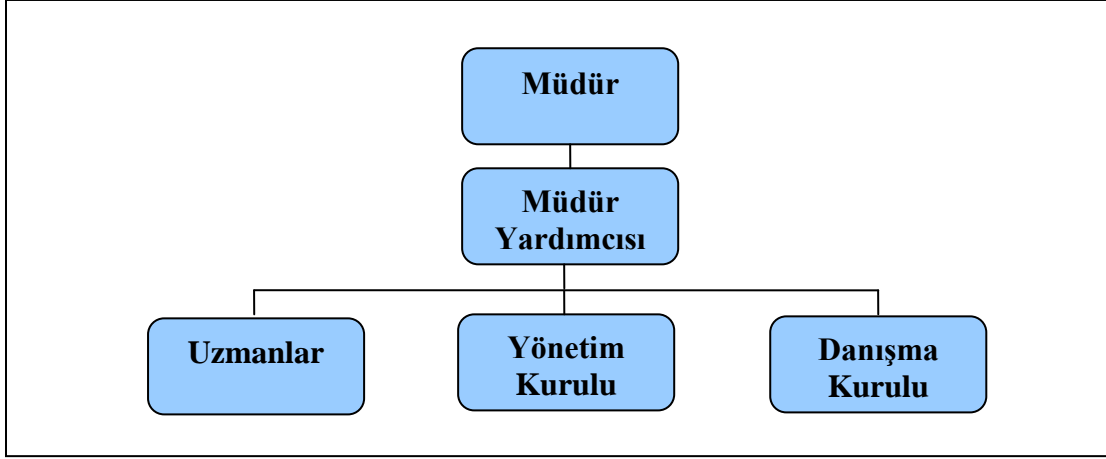 Müdür
Müdür
Yardımcısı
Uzmanlar
Yönetim
Kurulu
Danışma
Kurulu